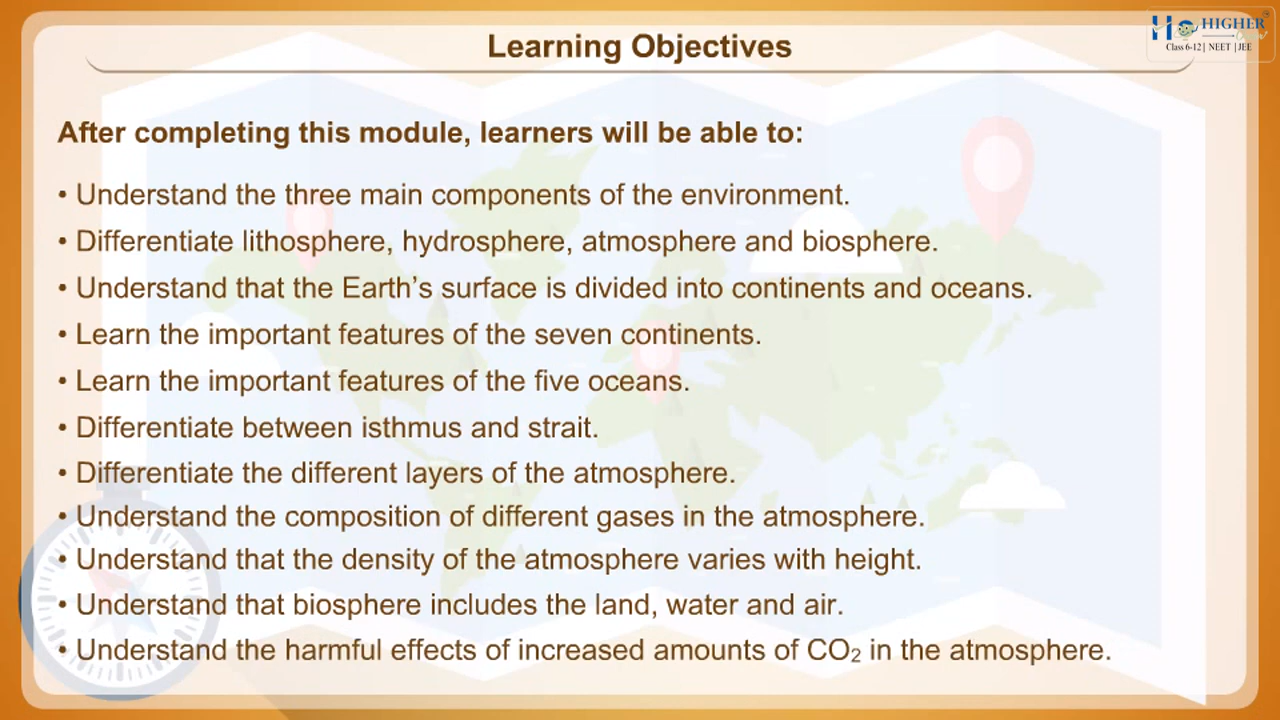 Learning Objectives
HIGHER
Class 6-12 | NEET | JEE
After completing this module, learners will be able to:
• Understand the three main components of the environment.
• Differentiate lithosphere, hydrosphere, atmosphere and biosphere.
• Understand that the Earth's surface is divided into continents and oceans.
• Learn the important features of the seven continents.
• Learn the important features of the five oceans.
• Differentiate between isthmus and strait.
• Differentiate the different layers of the atmosphere.
• Understand the composition of different gases in the atmosphere.
• Understand that the density of the atmosphere varies with height.
• Understand that biosphere includes the land, water and air.
• Understand the harmful effects of increased amounts of CO₂ in the atmosphere.